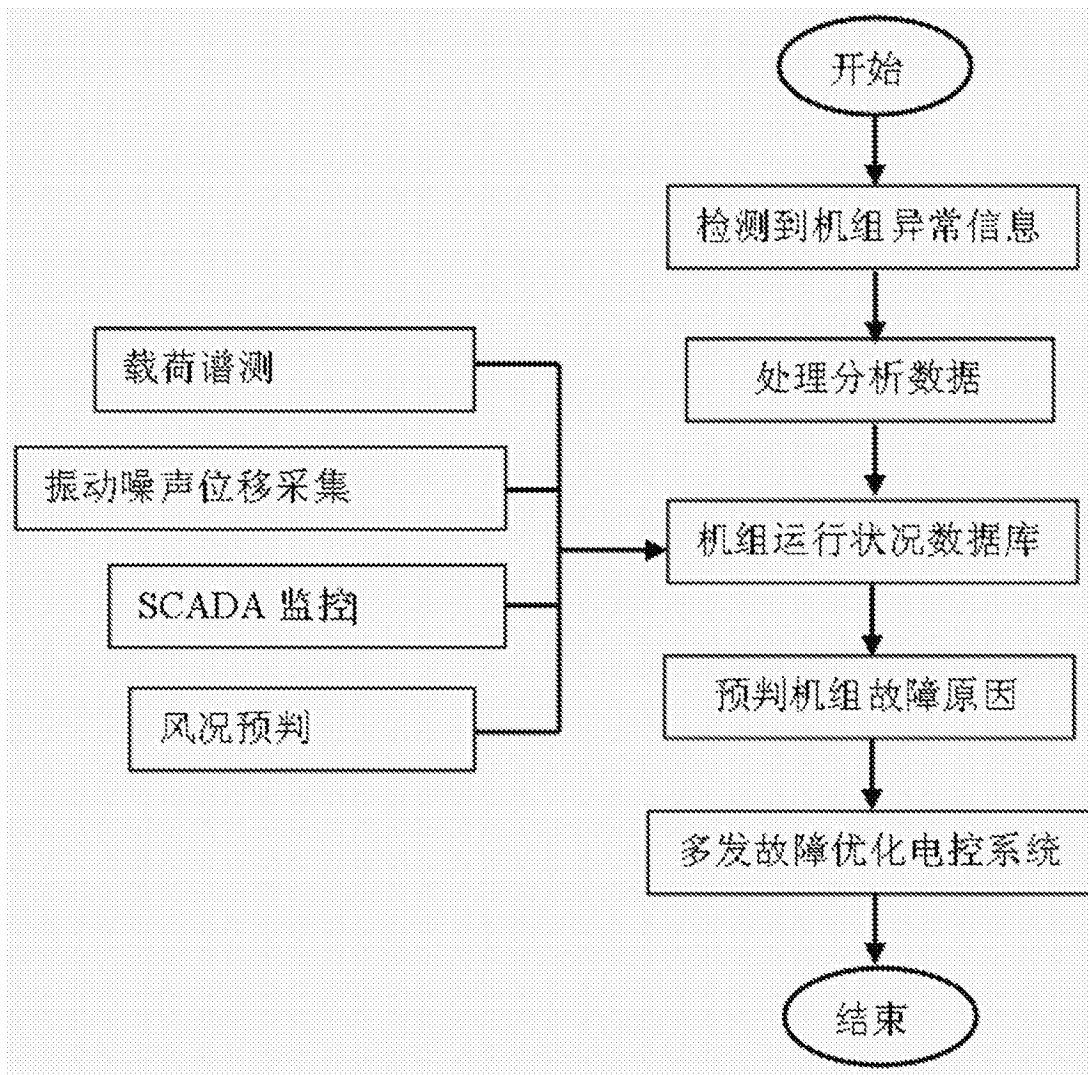 开始
检测到机组异常信息
载荷谱测
处理分析数据
振动噪声位移采集
机组运行状况数据库
SCADA 监控
预判机组故障原因
风况预判
多发故障优化电控系统
结束